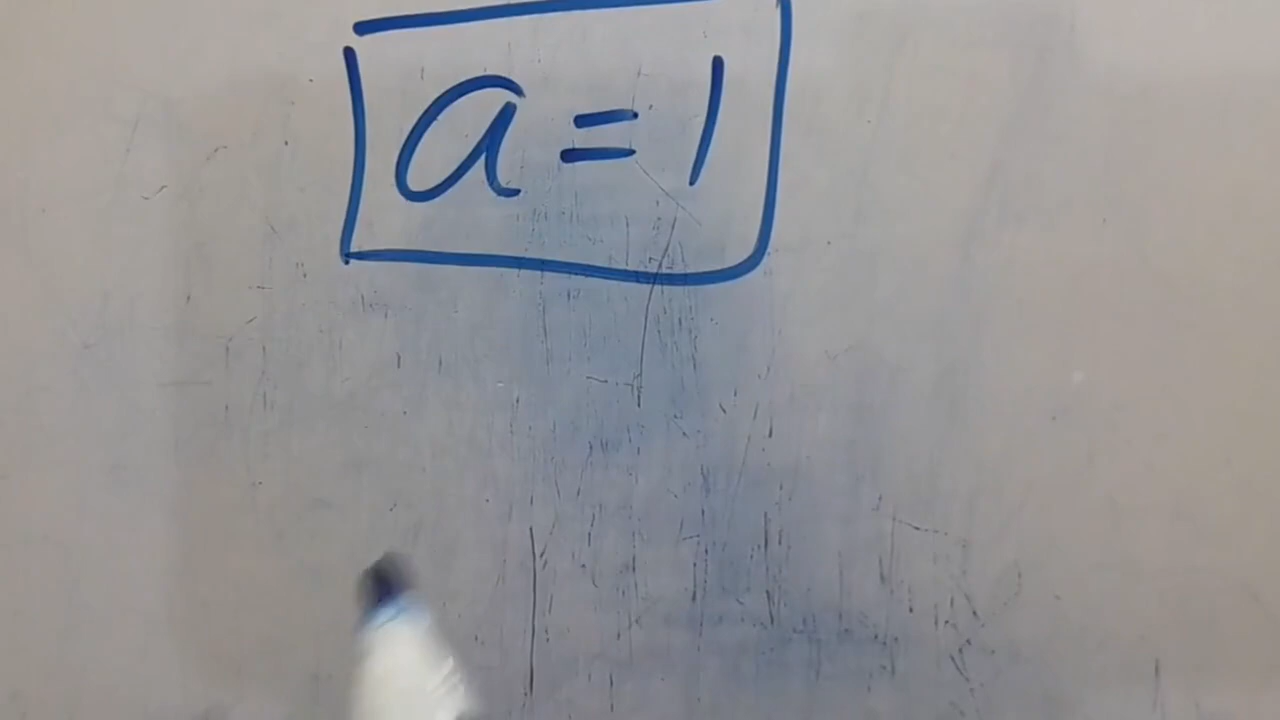 a = 1